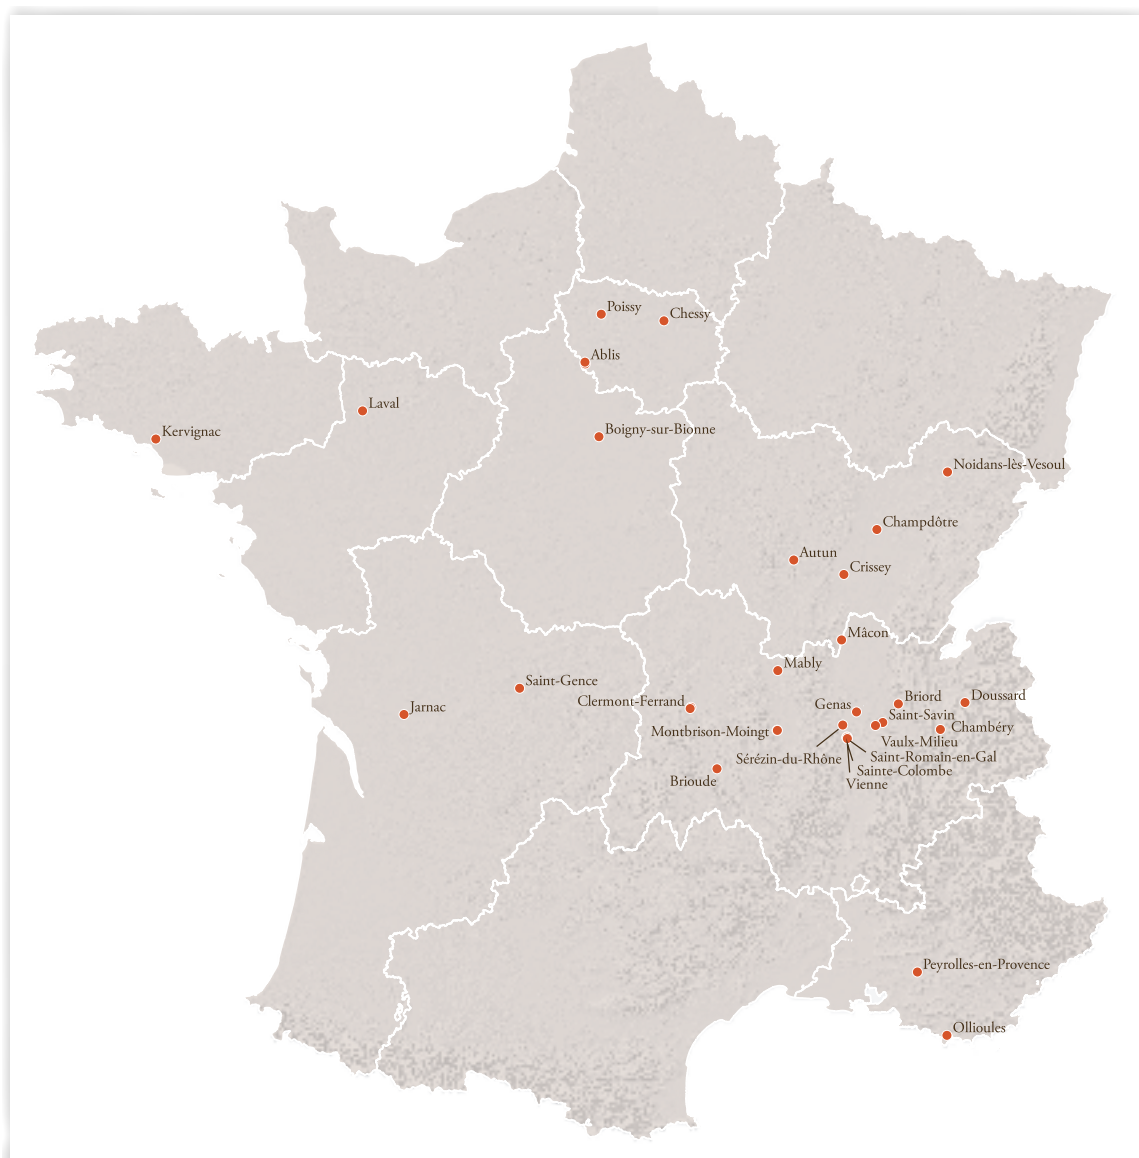 Poissy
Chessy
Ablis
Laval
Kervignac
Boigny-sur-Bionne
Noidans-lès-Vesoul
Champdôtre
Autun
Crissey
Mâcon
Mably
Saint-Gence
Clermont-Ferrand
Jarnac
Genas
Briord
Doussard
Saint-Savin
Chambéry
Montbrison-Moingt
Vaulx-Milieu
Sérézin-du-Rhône
Saint-Romain-en-Gal
Sainte-Colombe
Brioude
Vienne
Peyrolles-en-Provence
Ollioules